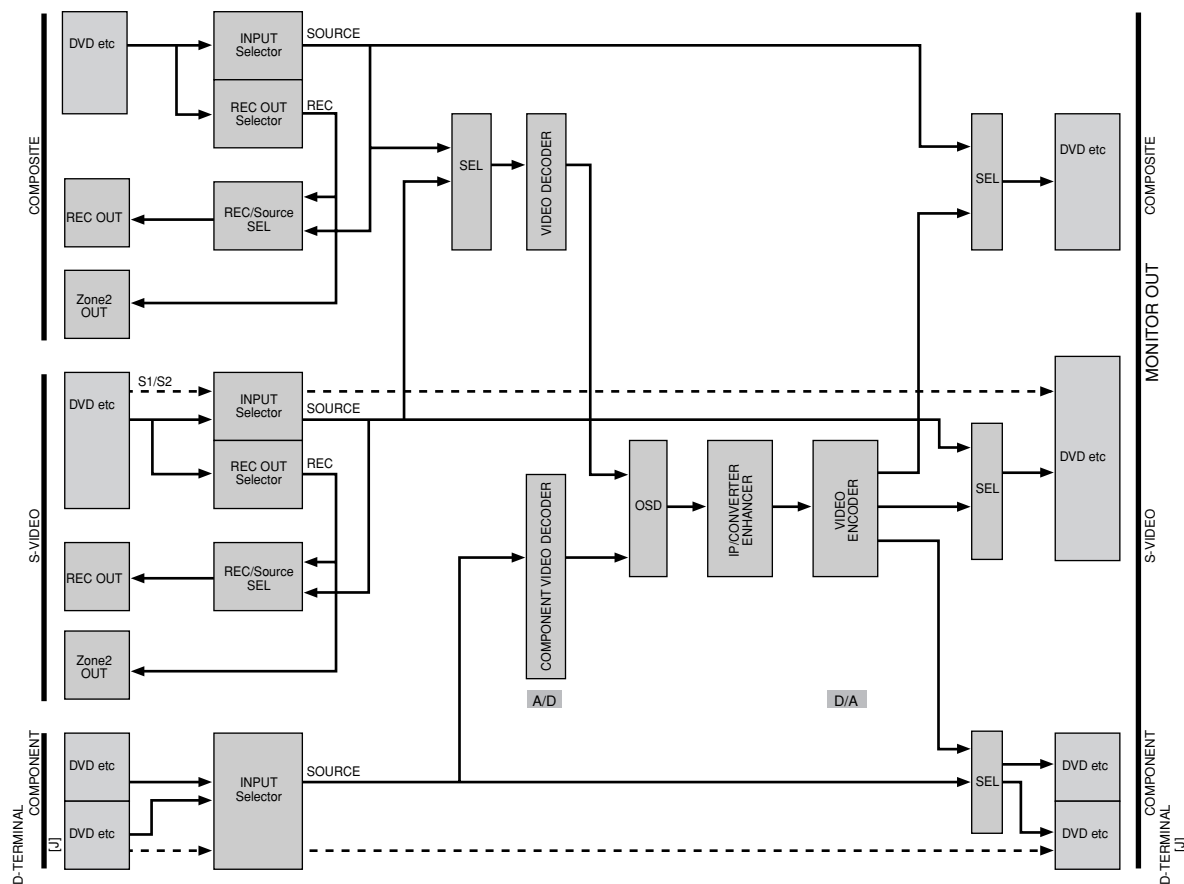 COMPOSITE
DVD etc
INPUT
Selector
SOURCE
REC OUT
Selector
REC
REC OUT
REC/Source
SEL
Zone2
OUT
SEL
VIDEO DECODER
SEL
DVD etc
COMPOSITE
MONITOR OUT
S-VIDEO
DVD etc
S1/S2
INPUT
Selector
SOURCE
REC OUT
Selector
REC
REC OUT
REC/Source
SEL
Zone2
OUT
COMPONENT VIDEO DECODER
A/D
OSD
IP/CONVERTER
ENHANCER
VIDEO
ENCODER
D/A
SEL
DVD etc
S-VIDEO
COMPONENT
D-TERMINAL
[J]
DVD etc
DVD etc
INPUT
Selector
SOURCE
SEL
DVD etc
DVD etc
COMPONENT
D-TERMINAL
[J]